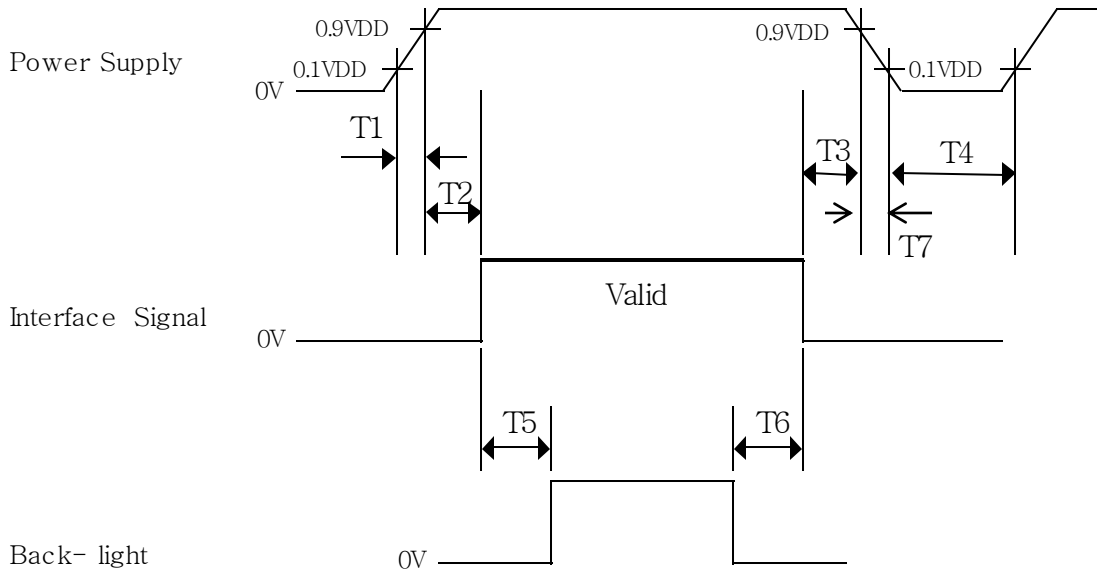 0.9VDD
0.9VDD
Power Supply
0.1VDD
0.1VDD
0V
T1
T2
T3
T4
T7
Valid
Interface Signal
0V
T5
T6
Back- light
0V